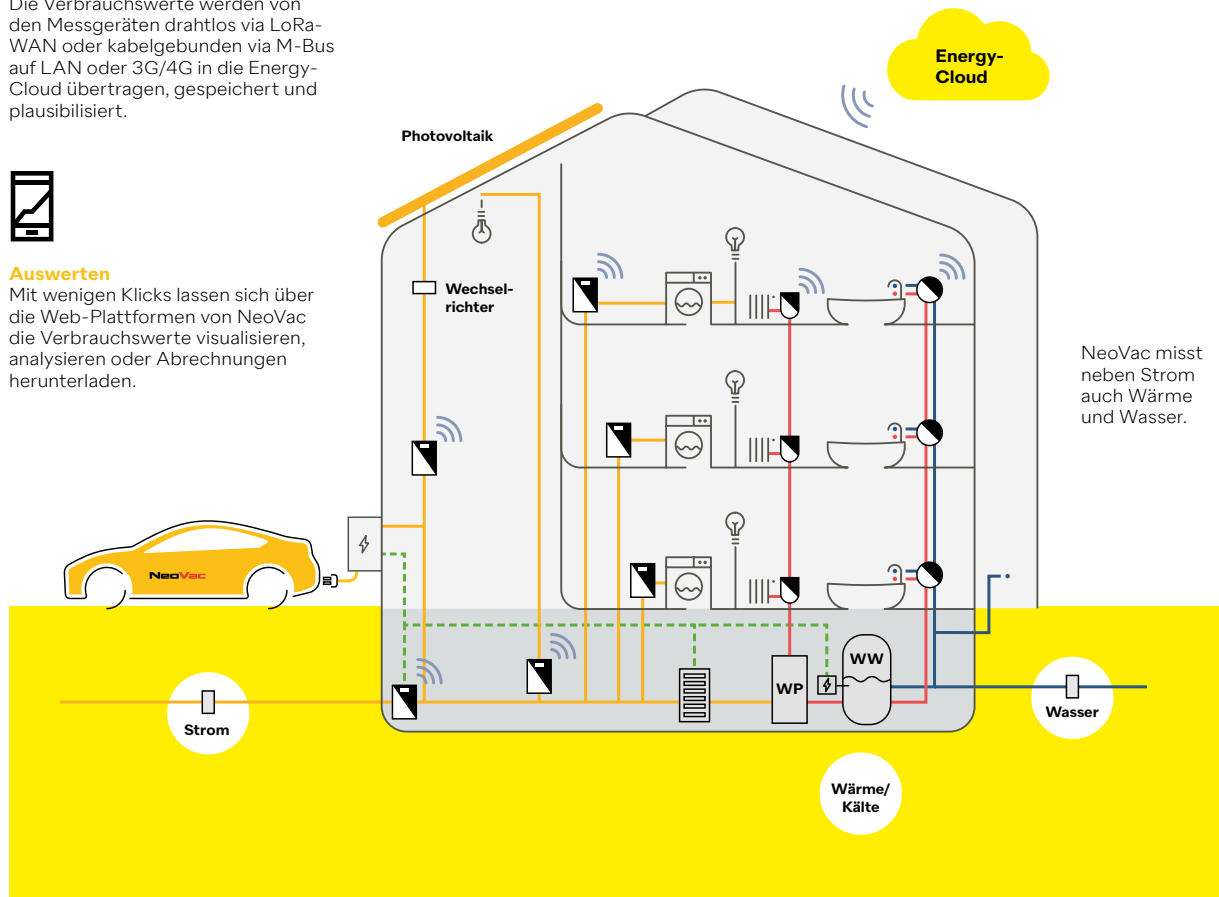 Die Verbrauchswerte werden von
den Messgeräten drahtlos via LoRa-
WAN oder kabelgebunden via M-Bus
auf LAN oder 3G/4G in die Energy-
Cloud übertragen, gespeichert und
plausibilisiert.
Auswerten
Mit wenigen Klicks lassen sich über
die Web-Plattformen von NeoVac
die Verbrauchswerte visualisieren,
analysieren oder Abrechnungen
herunterladen.
Energy-
Cloud
Photovoltaik
Wechsel-
richter
NeoVac misst
neben Strom
auch Wärme
und Wasser.
NeoVac
WW
WP
Strom
Wasser
Wärme/
Kälte